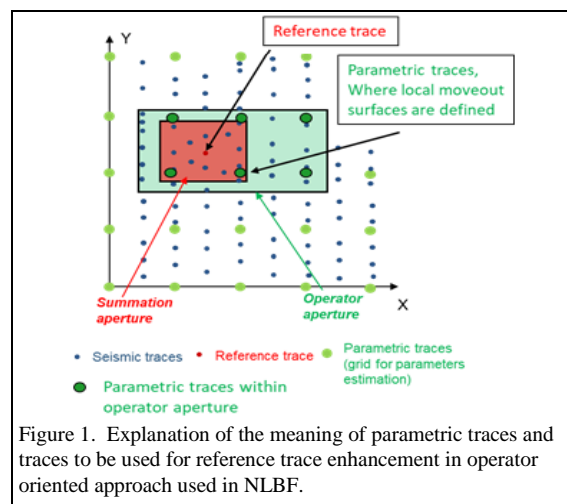 Y
Reference trace
Parametric traces,
Where local moveout
surfaces are defined
X
Summation
aperture
Operator
aperture
Seismic traces
Reference trace
Parametric traces
(grid for parameters
estimation)
Parametric traces within
operator aperture
Figure 1. Explanation of the meaning of parametric traces and
traces to be used for reference trace enhancement in operator
oriented approach used in NLBF.